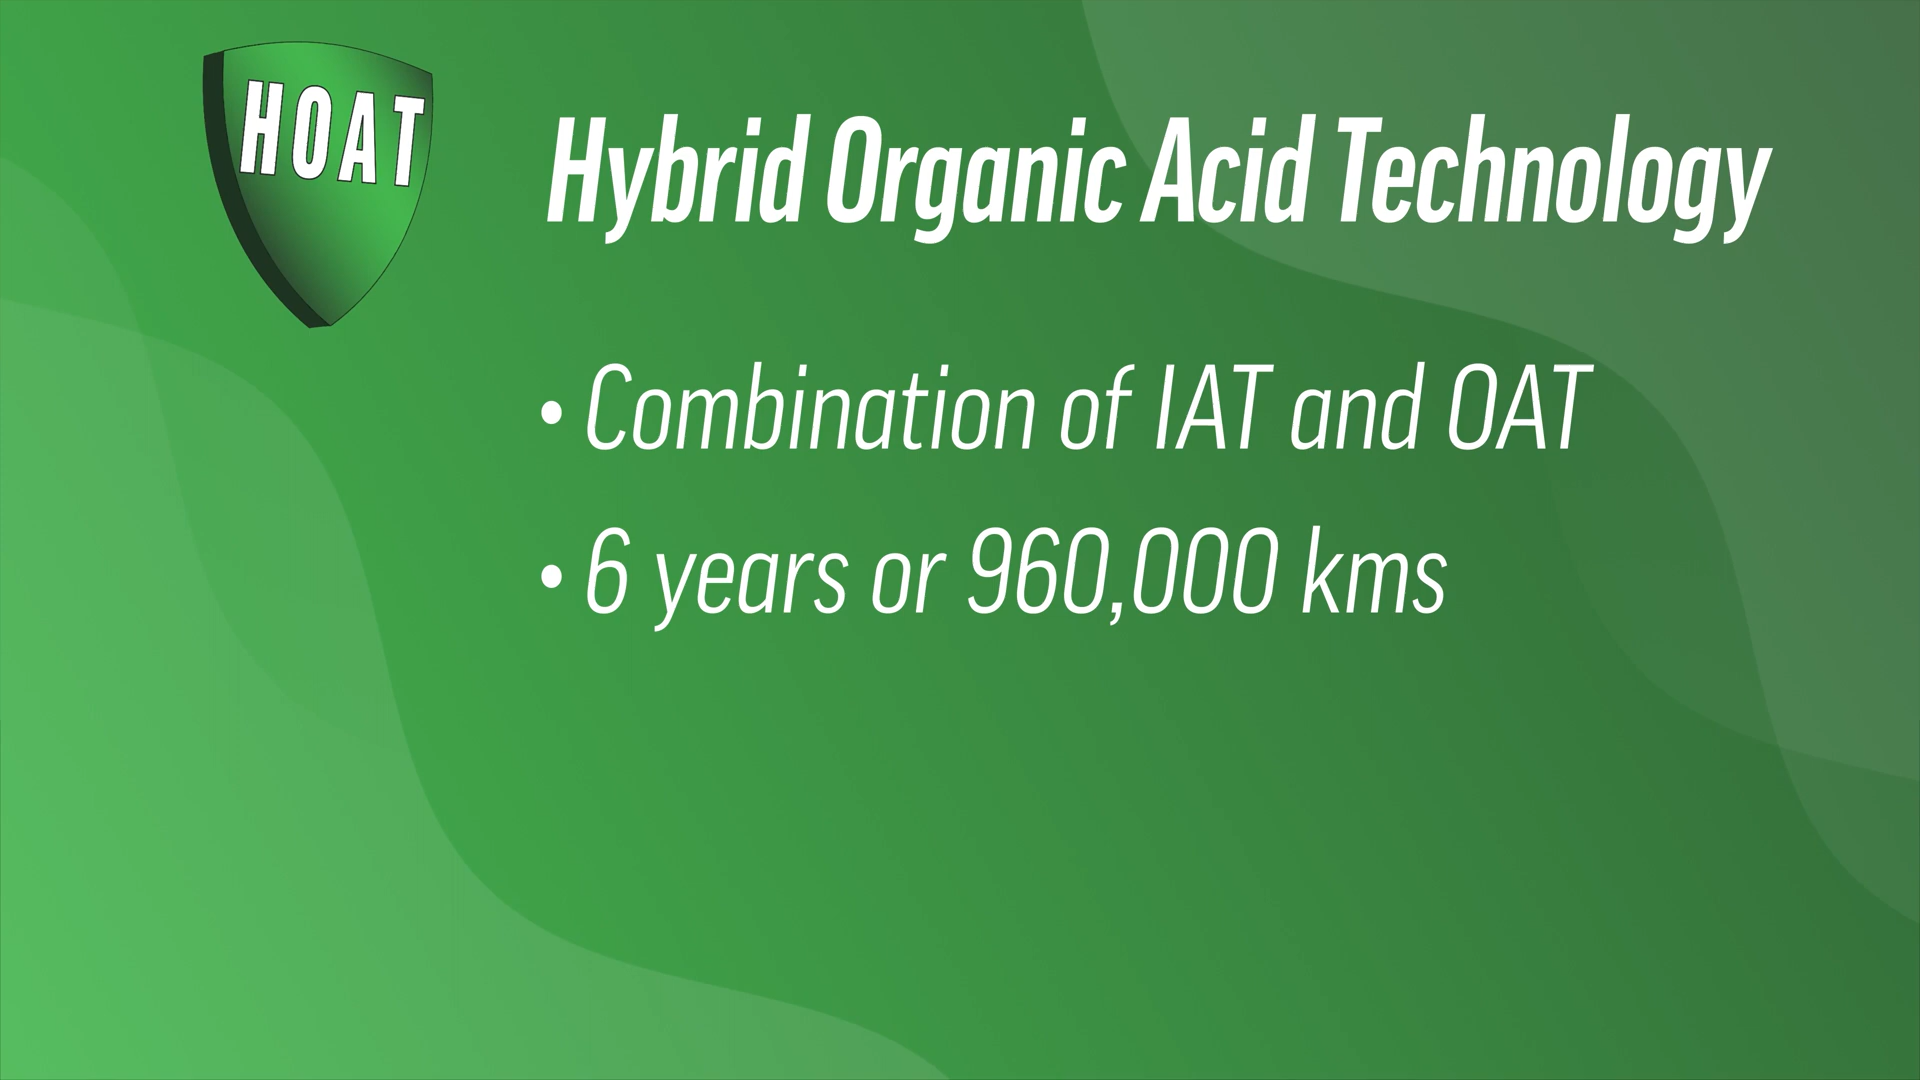 HOAT
Hybrid Organic Acid Technology
• Combination of IAT and OAT
• 6 years or 960,000 kms